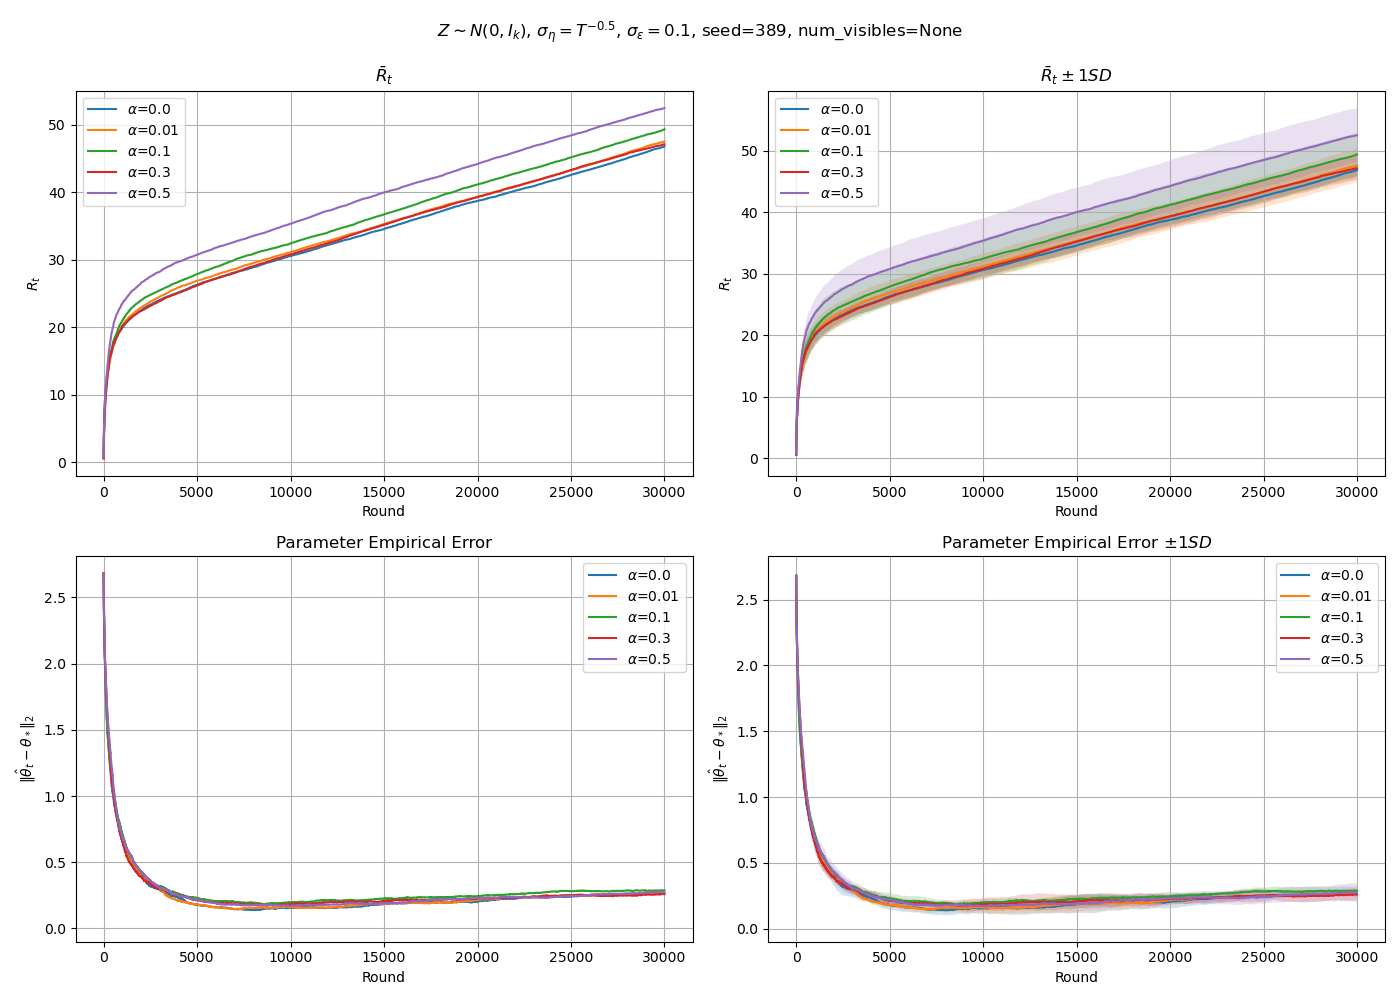 Z ~ N(0, I_k), σ_η = T^{-0.5}, σ_ε = 0.1, seed=389, num_visibles=None
R̄_t
R_t
50
40
30
20
10
0
α=0.0
α=0.01
α=0.1
α=0.3
α=0.5
0 5000 10000 15000 20000 25000 30000
Round
R̄_t ± 1SD
R_t
50
40
30
20
10
0
α=0.0
α=0.01
α=0.1
α=0.3
α=0.5
0 5000 10000 15000 20000 25000 30000
Round
Parameter Empirical Error
‖θ̂_t − θ_*‖_2
2.5
2.0
1.5
1.0
0.5
0.0
α=0.0
α=0.01
α=0.1
α=0.3
α=0.5
0 5000 10000 15000 20000 25000 30000
Round
Parameter Empirical Error ±1SD
‖θ̂_t − θ_*‖_2
2.5
2.0
1.5
1.0
0.5
0.0
α=0.0
α=0.01
α=0.1
α=0.3
α=0.5
0 5000 10000 15000 20000 25000 30000
Round